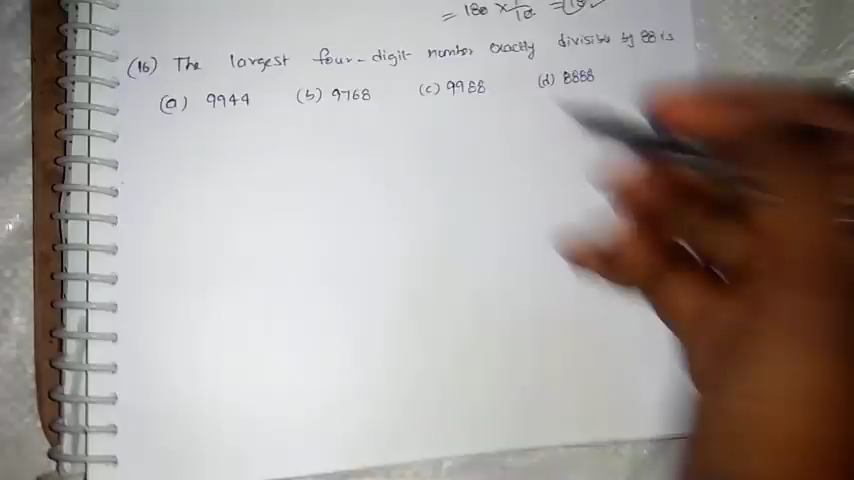 = 180 ×
(16) The largest four-digit number exactly divisible by 88 is
(a) 9944 (b) 9768 (c) 9988 (d) 8888